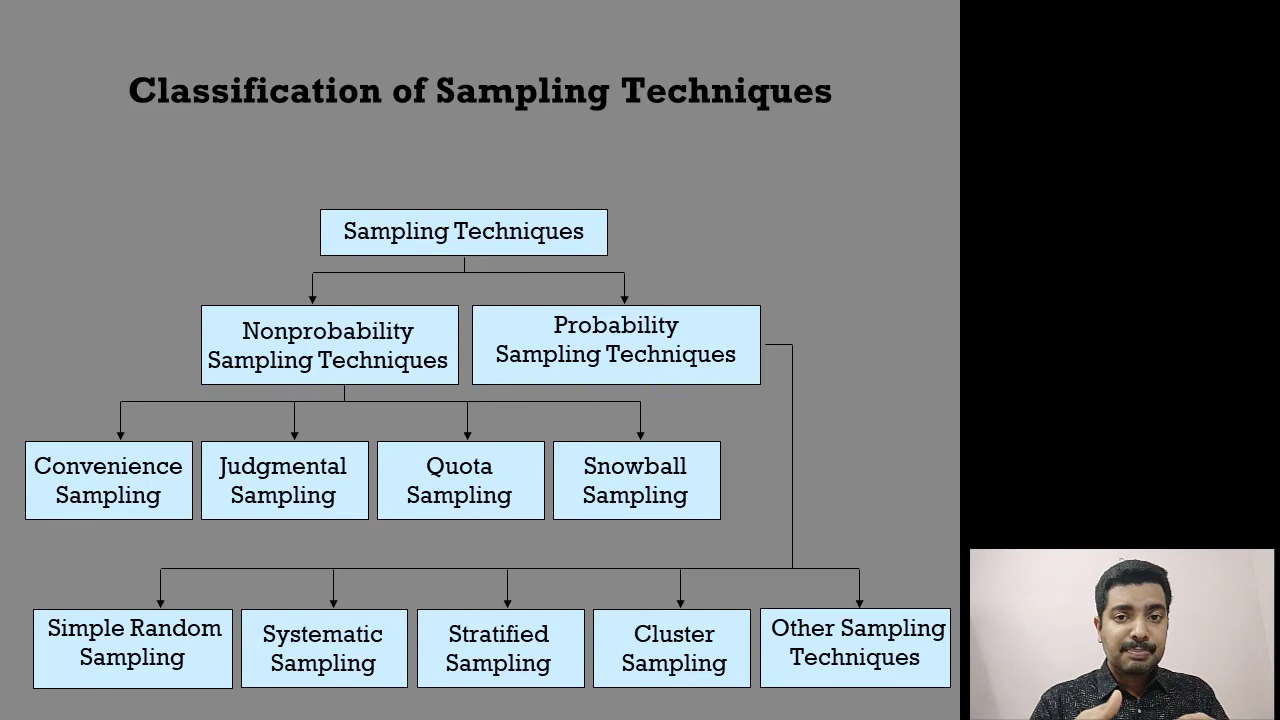 Classification of Sampling Techniques
Sampling Techniques
Nonprobability
Sampling Techniques
Probability
Sampling Techniques
Convenience
Sampling
Judgmental
Sampling
Quota
Sampling
Snowball
Sampling
Simple Random
Sampling
Systematic
Sampling
Stratified
Sampling
Cluster
Sampling
Other Sampling
Techniques